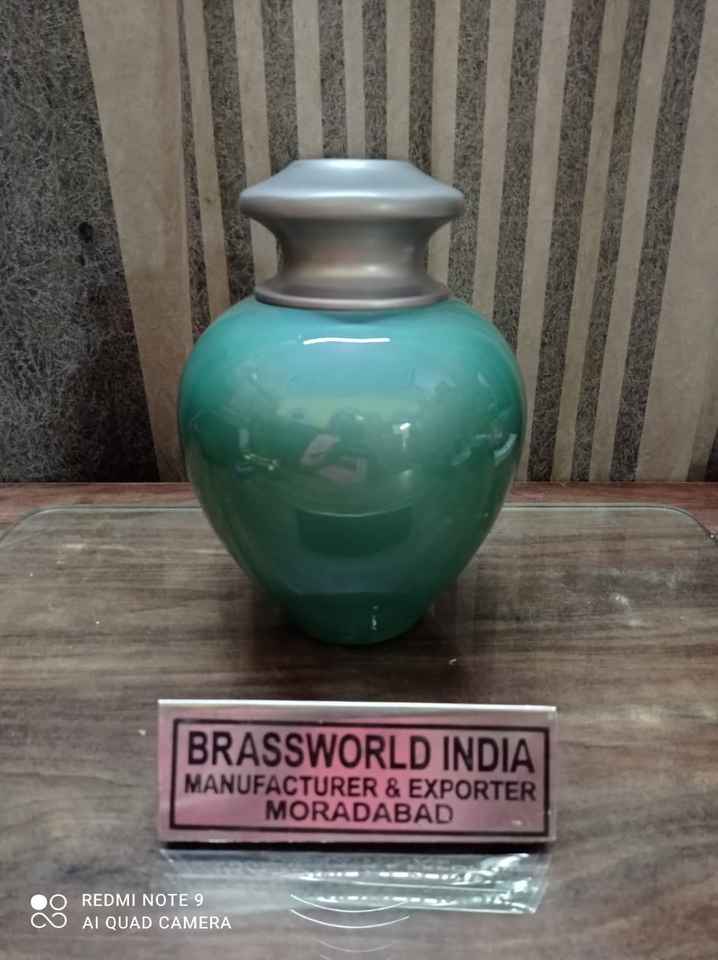 BRASSWORLD INDIA
MANUFACTURER & EXPORTER
MORADABAD
REDMI NOTE 9
AI QUAD CAMERA